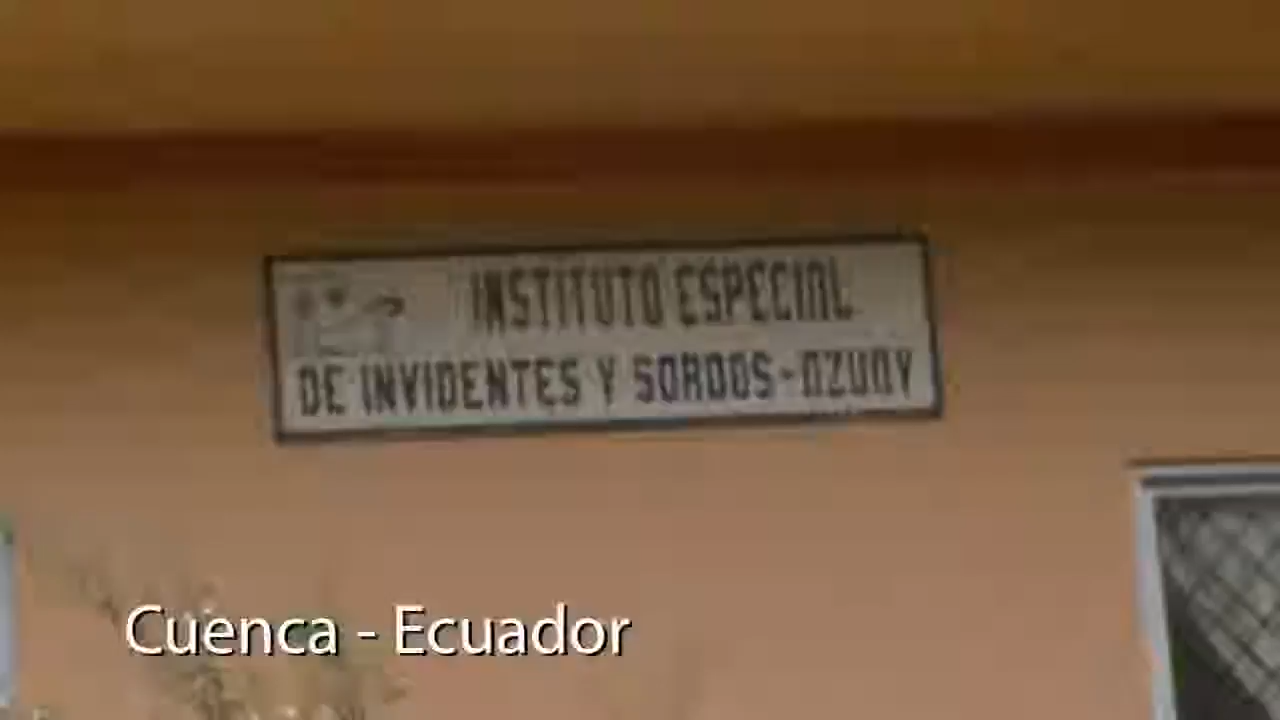 INSTITUTO ESPECIAL
DE INVIDENTES Y SORDOS-AZUAY
Cuenca - Ecuador